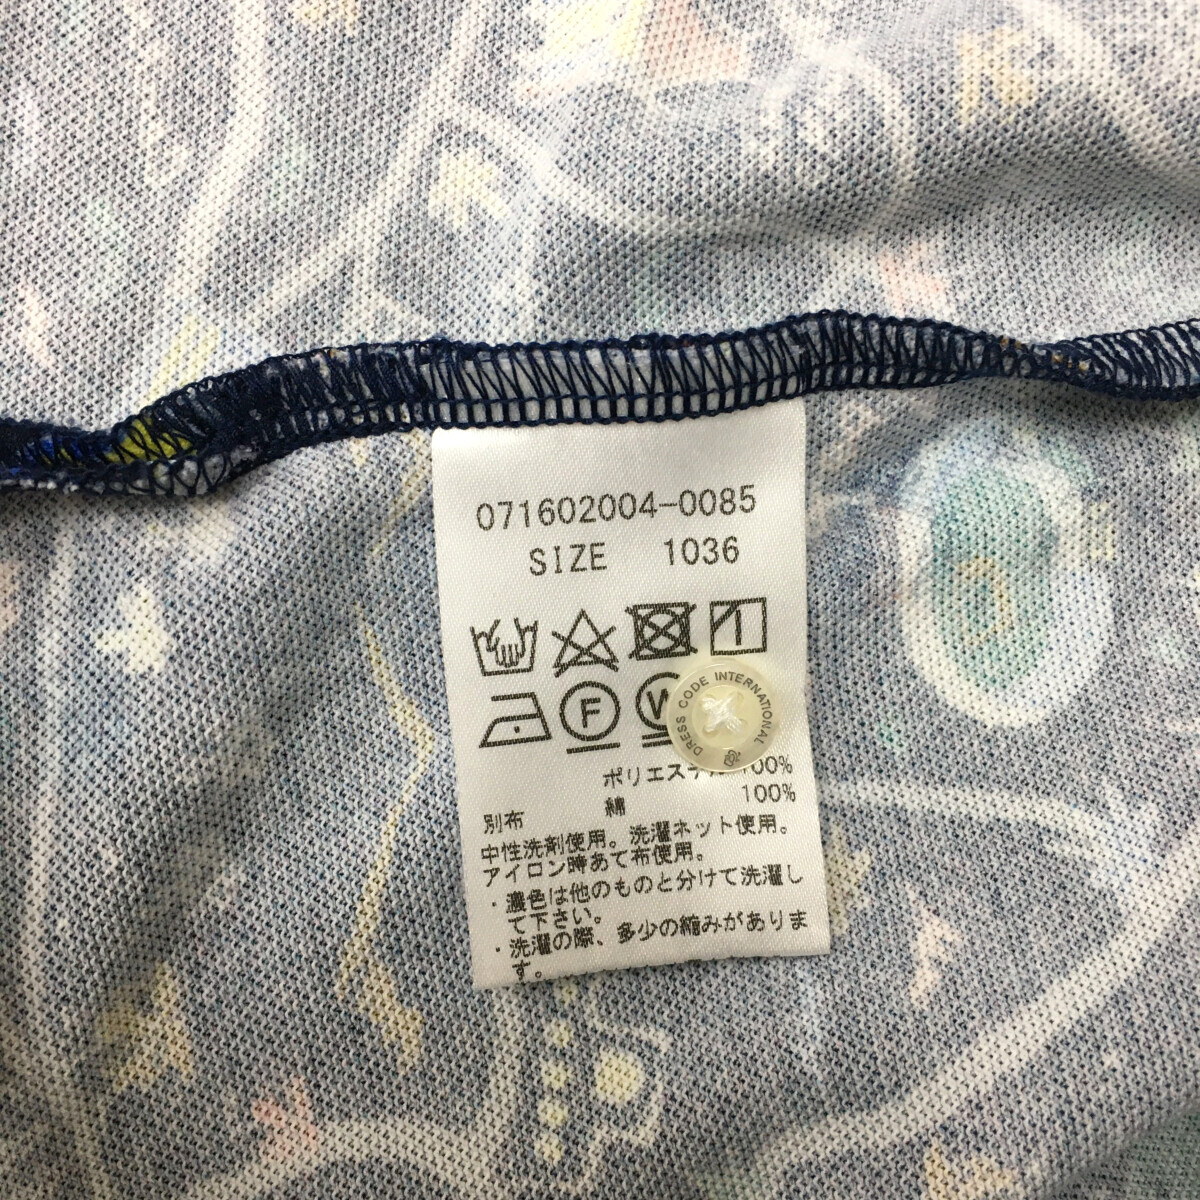 071602004-0085
SIZE 1036
F W
DRESS CODE INTERNATIONAL
ポリエステル 100%
別布 綿 100%
中性洗剤使用。洗濯ネット使用。
アイロン時あて布使用。
・濃色は他のものと分けて洗濯し
て下さい。
・洗濯の際、多少の縮みがありま
す。